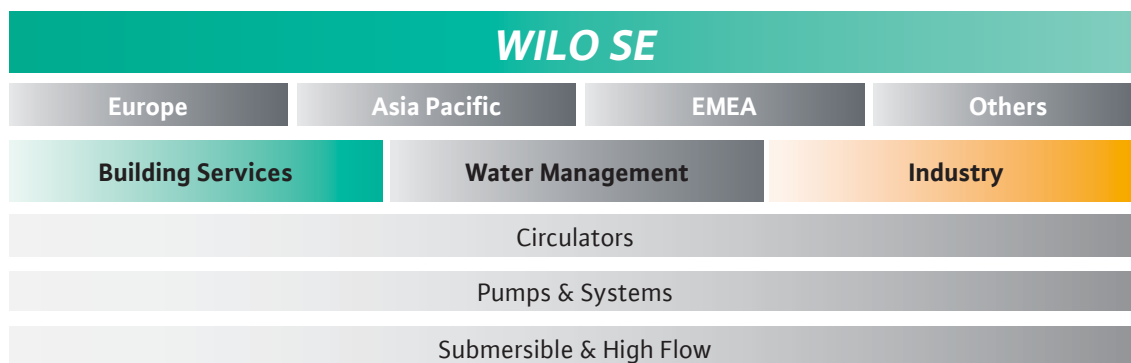 WILO SE
Europe Asia Pacific EMEA Others
Building Services Water Management Industry
Circulators
Pumps & Systems
Submersible & High Flow